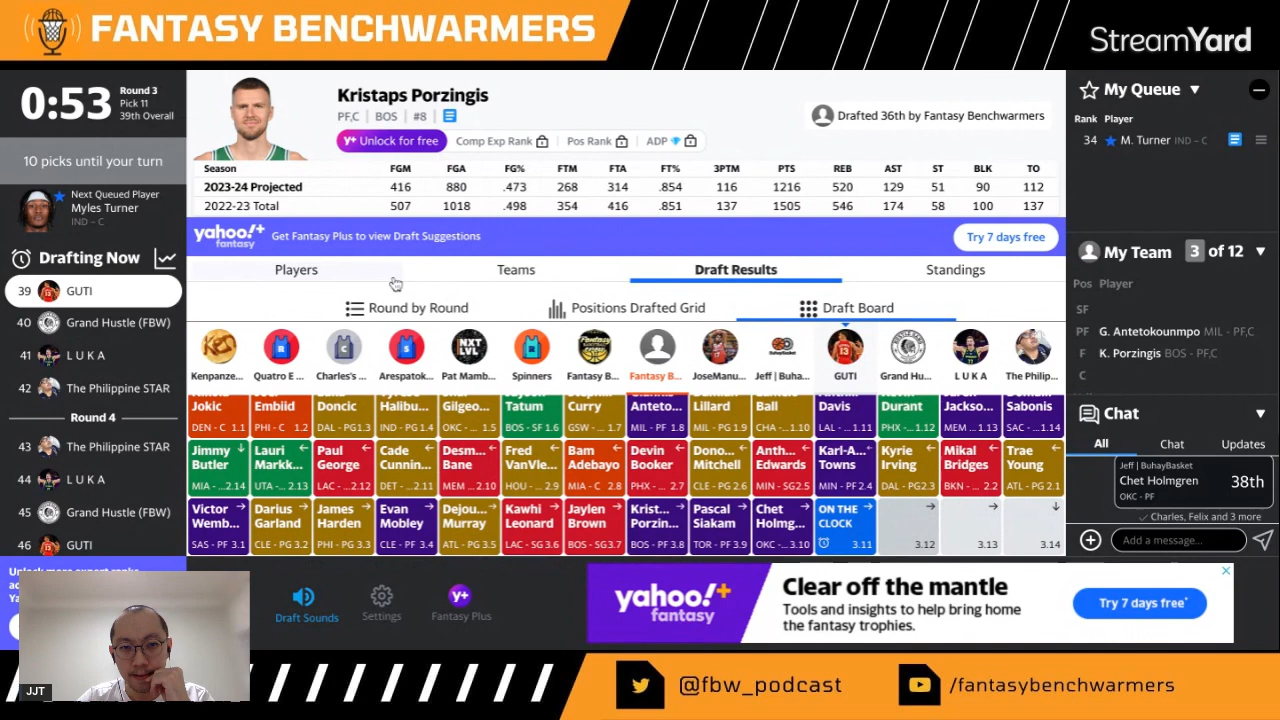 FANTASY BENCHWARMERS
StreamYard
0:53
Round 3
Pick 11
39th Overall
10 picks until your turn
Next Queued Player
Myles Turner
IND – C
Drafting Now
39 GUTI
40 Grand Hustle (FBW)
41 L U K A
42 The Philippine STAR
Round 4
43 The Philippine STAR
44 L U K A
45 Grand Hustle (FBW)
46 GUTI
Kristaps Porzingis
PF,C BOS #8
Y+ Unlock for free
Comp Exp Rank
Pos Rank
ADP
Drafted 36th by Fantasy Benchwarmers
Season FGM FGA FG% FTM FTA FT% 3PTM PTS REB AST ST BLK TO
2023-24 Projected 416 880 .473 268 314 .854 116 1216 520 129 51 90 112
2022-23 Total 507 1018 .498 354 416 .851 137 1505 546 174 58 100 137
yahoo!+ fantasy Get Fantasy Plus to view Draft Suggestions
Try 7 days free
Players Teams Draft Results Standings
Round by Round Positions Drafted Grid Draft Board
Kenpanze... Quatro E ... Charles's ... Arespatok... Pat Mamb... Spinners Fantasy B... Fantasy B... JoseManu... Jeff | Buha... GUTI Grand Hu... L U K A The Philip...
Jokic Embiid Doncic Halibu... Gilgeo... Tatum Curry Anteto... Lillard Ball Davis Durant Jackso... Sabonis
DEN - C 1.1 PHI - C 1.2 DAL - PG1.3 IND - PG 1.4 OKC - ... 1.5 BOS - SF 1.6 GSW - ... 1.7 MIL - PF 1.8 MIL - PG 1.9 CHA - ...1.10 LAL - ...1.11 PHX - ...1.12 MEM ...1.13 SAC - ...1.14
Jimmy Butler Lauri Markk... Paul George Cade Cunnin... Desm... Bane Fred VanVle... Bam Adebayo Devin Booker Dono... Mitchell Anth... Edwards Karl-A... Towns Kyrie Irving Mikal Bridges Trae Young
MIA - ...2.14 UTA - ... 2.13 LAC - ...2.12 DET - ...2.11 MEM ... 2.10 HOU - ... 2.9 MIA - C 2.8 PHX - ... 2.7 CLE - PG 2.6 MIN - SG2.5 MIN - PF 2.4 DAL - PG2.3 BKN - ... 2.2 ATL - PG 2.1
Victor Wemb... Darius Garland James Harden Evan Mobley Dejou... Murray Kawhi Leonard Jaylen Brown Krist... Porzin... Pascal Siakam Chet Holmg... ON THE CLOCK
SAS - PF 3.1 CLE - PG 3.2 PHI - PG 3.3 CLE - PF 3.4 ATL - PG 3.5 LAC - SG 3.6 BOS - SG3.7 BOS - PF 3.8 TOR - PF 3.9 OKC - ... 3.10 3.11 3.12 3.13 3.14
My Queue
Rank Player
34 M. Turner IND – C
My Team 3 of 12
Pos Player
SF
PF G. Antetokounmpo MIL - PF,C
F K. Porzingis BOS - PF,C
C
Chat
All Chat Updates
Jeff | BuhayBasket
Chet Holmgren 38th
OKC - PF
Charles, Felix and 3 more
Add a message...
Draft Sounds
Settings
Y+
Fantasy Plus
yahoo!+
fantasy
Clear off the mantle
Tools and insights to help bring home
the fantasy trophies.
Try 7 days free*
JJT
@fbw_podcast
/fantasybenchwarmers